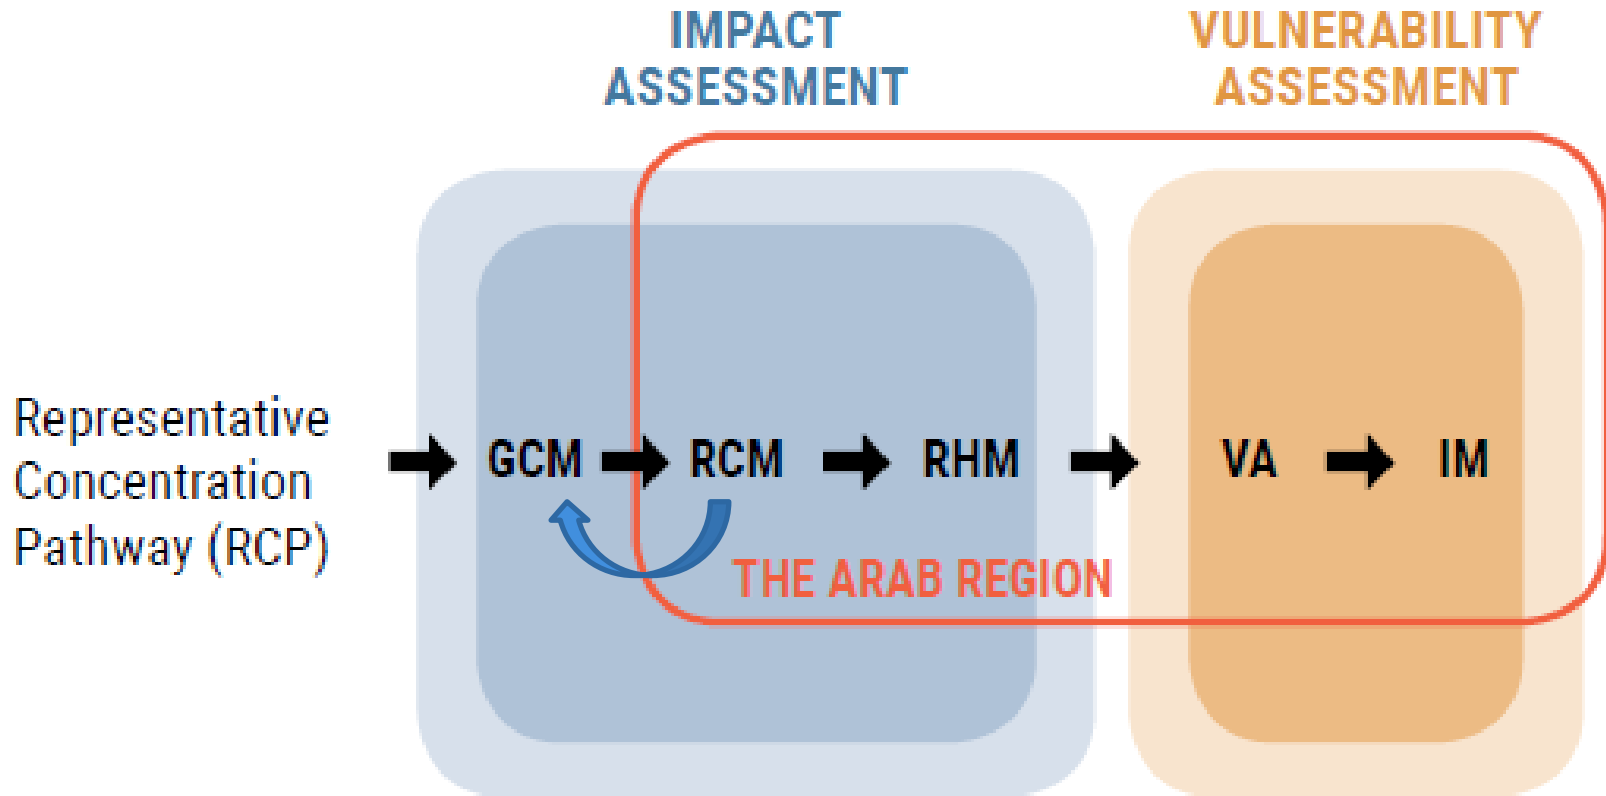 IMPACT
ASSESSMENT
VULNERABILITY
ASSESSMENT
Representative
Concentration
Pathway (RCP)
GCM
RCM
RHM
VA
IM
THE ARAB REGION